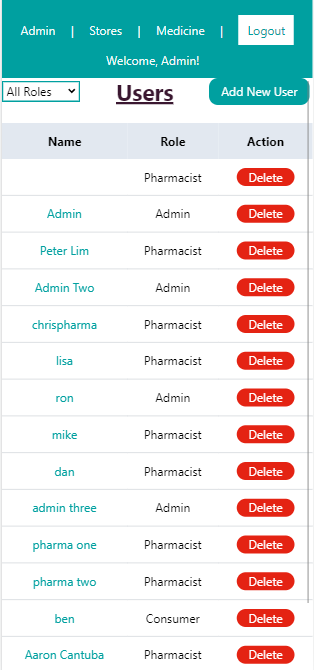 Admin | Stores | Medicine | Logout
Welcome, Admin!
All Roles Users Add New User
Name Role Action
Pharmacist Delete
Admin Admin Delete
Peter Lim Pharmacist Delete
Admin Two Admin Delete
chrispharma Pharmacist Delete
lisa Pharmacist Delete
ron Admin Delete
mike Pharmacist Delete
dan Pharmacist Delete
admin three Admin Delete
pharma one Pharmacist Delete
pharma two Pharmacist Delete
ben Consumer Delete
Aaron Cantuba Pharmacist Delete